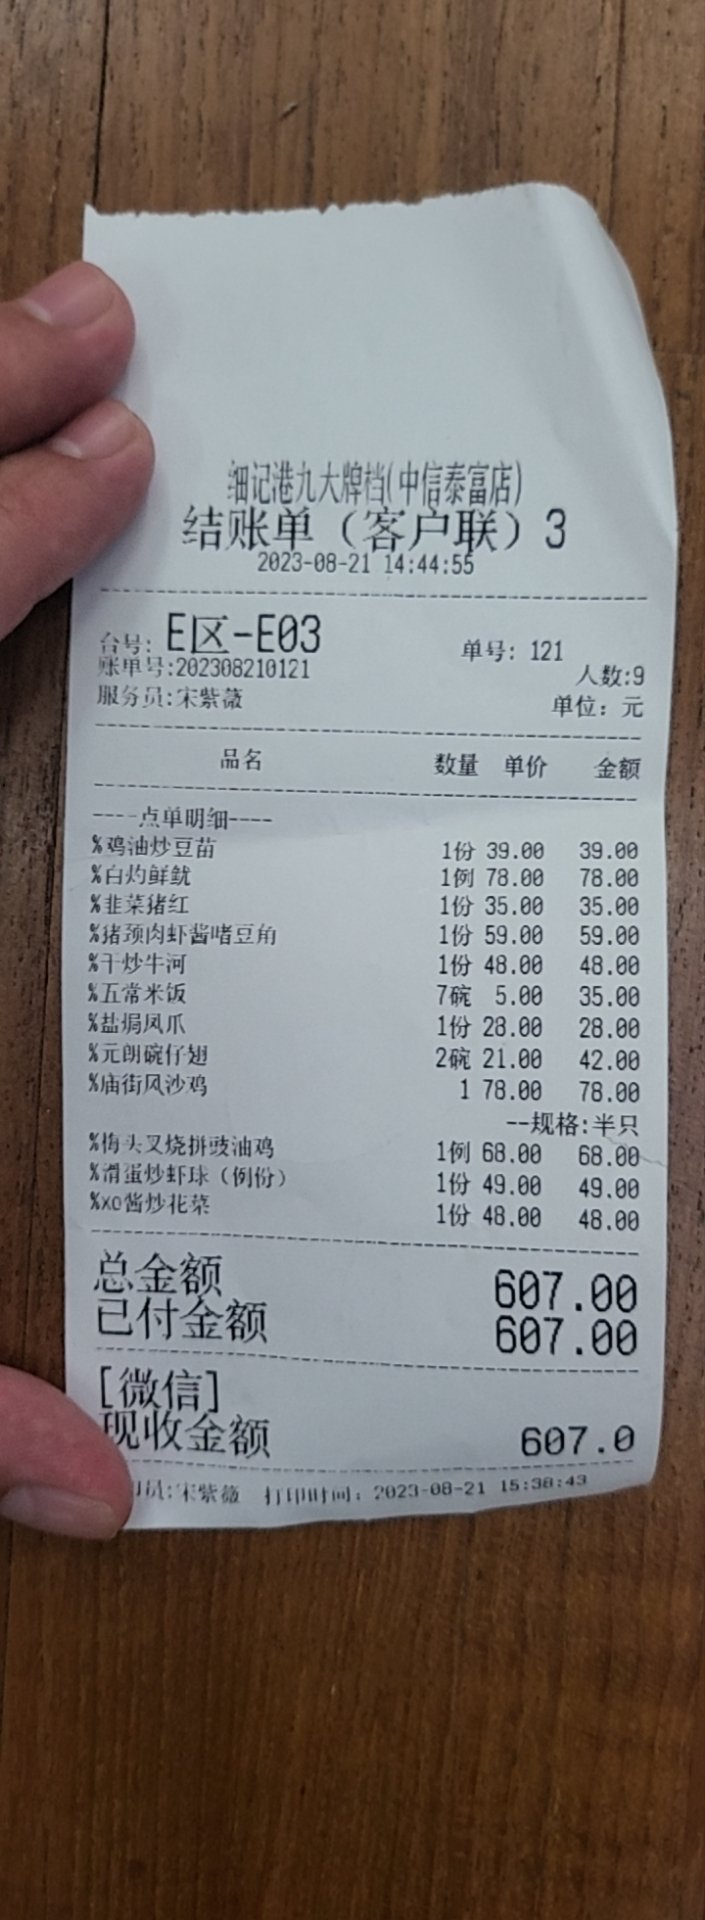 细记港九大牌档(中信泰富店)
结账单（客户联）3
2023-08-21 14:44:55
台号: E区-E03 单号: 121
账单号:202308210121 人数:9
服务员:宋紫薇 单位: 元
品名 数量 单价 金额
----点单明细----
%鸡油炒豆苗 1份 39.00 39.00
%白灼鲜鱿 1例 78.00 78.00
%韭菜猪红 1份 35.00 35.00
%猪颈肉虾酱啫豆角 1份 59.00 59.00
%干炒牛河 1份 48.00 48.00
%五常米饭 7碗 5.00 35.00
%盐焗凤爪 1份 28.00 28.00
%元朗碗仔翅 2碗 21.00 42.00
%庙街风沙鸡 1 78.00 78.00
--规格:半只
%梅头叉烧拼豉油鸡 1例 68.00 68.00
%滑蛋炒虾球（例份） 1份 49.00 49.00
%xo酱炒花菜 1份 48.00 48.00
总金额 607.00
已付金额 607.00
[微信]
现收金额 607.0
员:宋紫薇 打印时间: 2023-08-21 15:38:43